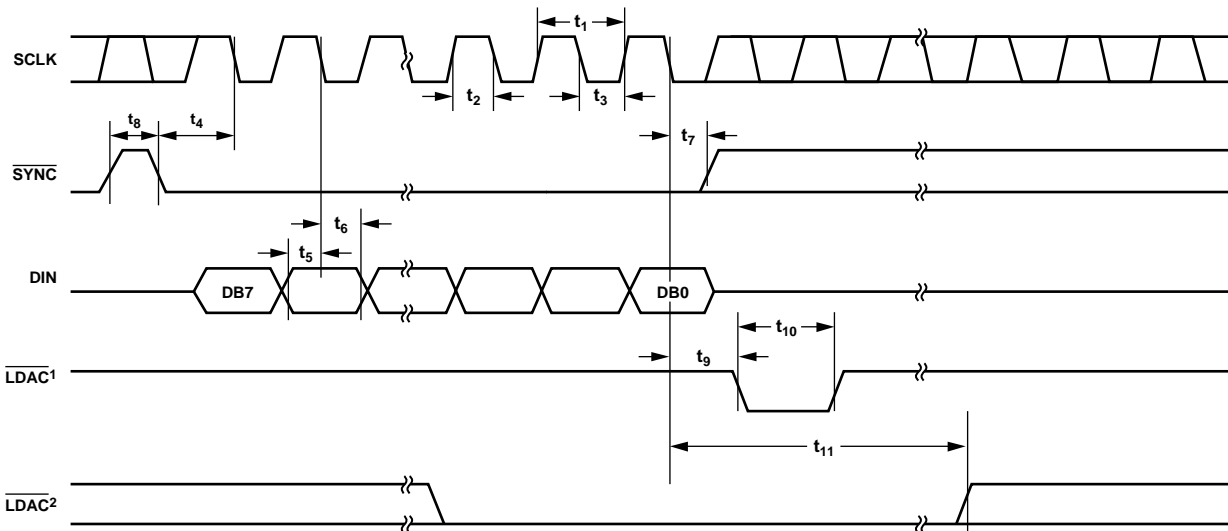 t1
SCLK
t2
t3
t8
t4
t7
SYNC
t6
t5
DIN
DB7
DB0
t10
t9
LDAC1
t11
LDAC2